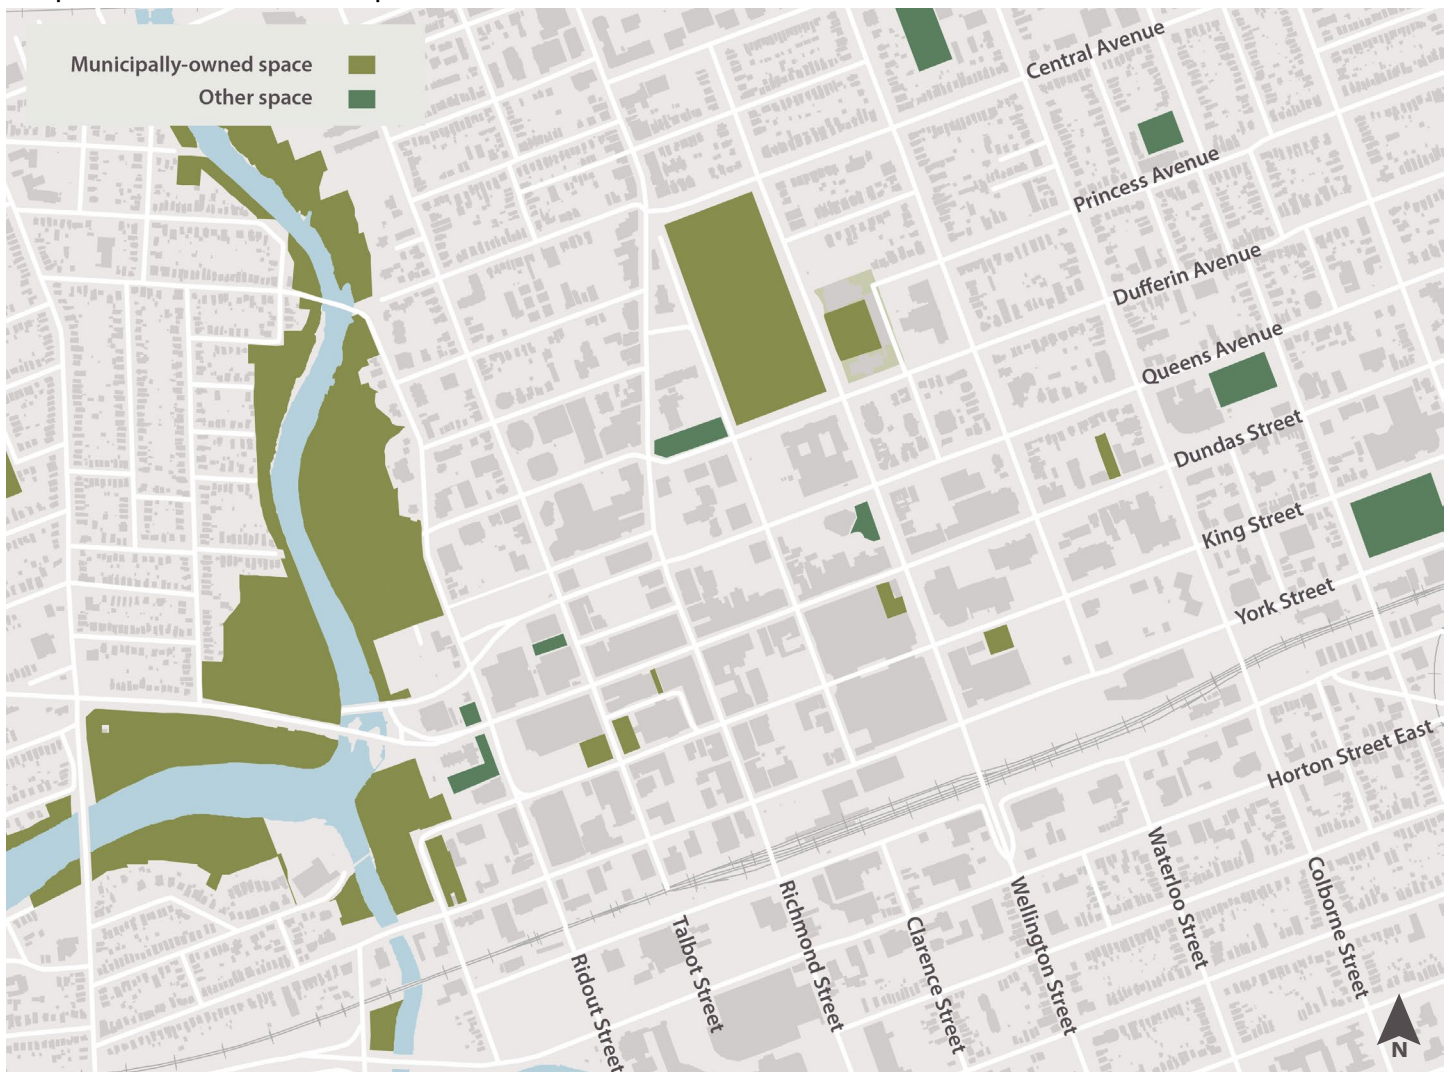 Municipally-owned space
Other space
Central Avenue
Princess Avenue
Dufferin Avenue
Queens Avenue
Dundas Street
King Street
York Street
Horton Street East
Ridout Street
Talbot Street
Richmond Street
Clarence Street
Wellington Street
Waterloo Street
Colborne Street
N